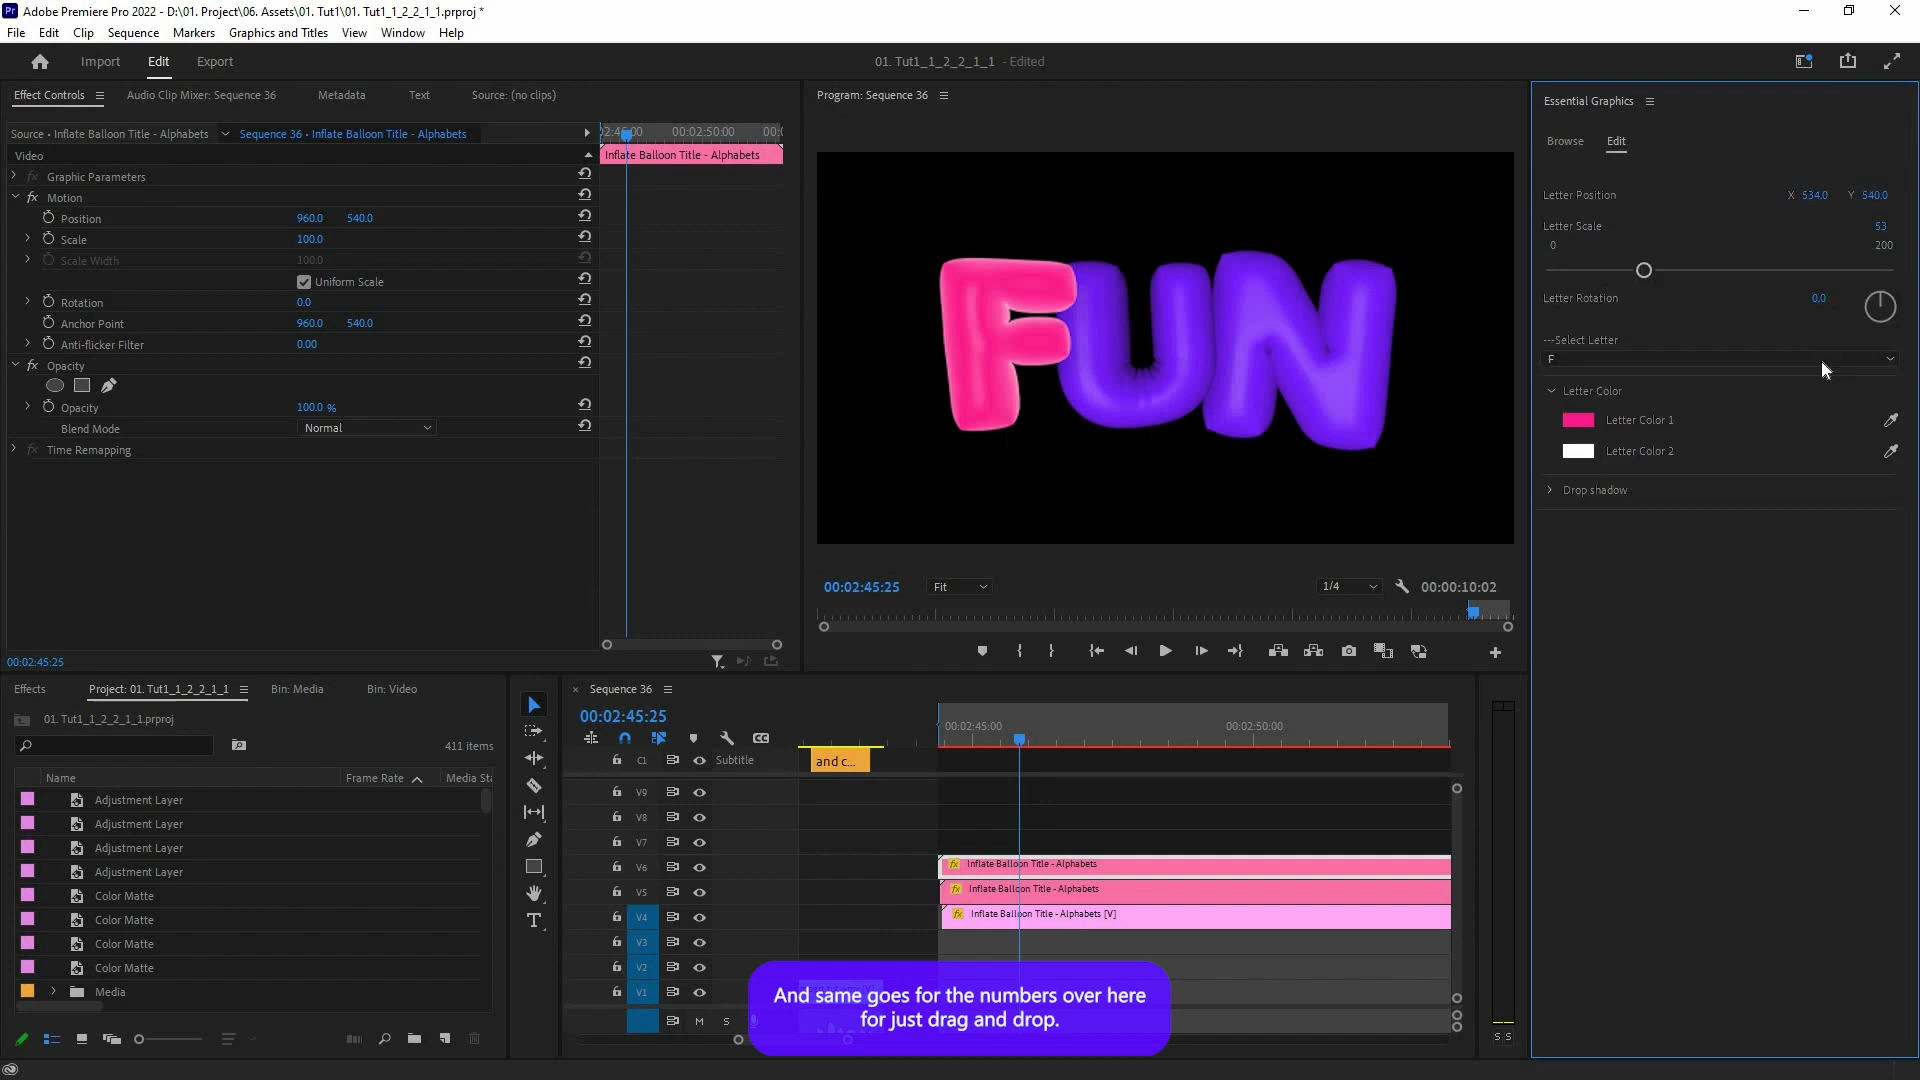 Adobe Premiere Pro 2022 - D:\01. Project\06. Assets\01. Tut1\01. Tut1_1_2_2_1_1.prproj *
File Edit Clip Sequence Markers Graphics and Titles View Window Help
Import Edit Export
01. Tut1_1_2_2_1_1 - Edited
Effect Controls Audio Clip Mixer: Sequence 36 Metadata Text Source: (no clips)
Source • Inflate Balloon Title - Alphabets Sequence 36 • Inflate Balloon Title - Alphabets
00:02:50:00
Video
Inflate Balloon Title - Alphabets
fx Graphic Parameters
fx Motion
Position 960.0 540.0
Scale 100.0
Scale Width 100.0
Uniform Scale
Rotation 0.0
Anchor Point 960.0 540.0
Anti-flicker Filter 0.00
fx Opacity
Opacity 100.0 %
Blend Mode Normal
fx Time Remapping
00:02:45:25
Program: Sequence 36
FUN
00:02:45:25 Fit 1/4 00:00:10:02
Essential Graphics
Browse Edit
Letter Position X 534.0 Y 540.0
Letter Scale 53
0 200
Letter Rotation 0.0
---Select Letter
F
Letter Color
Letter Color 1
Letter Color 2
Drop shadow
Effects Project: 01. Tut1_1_2_2_1_1 Bin: Media Bin: Video
01. Tut1_1_2_2_1_1.prproj
411 items
Name Frame Rate Media Sta
Adjustment Layer
Adjustment Layer
Adjustment Layer
Adjustment Layer
Color Matte
Color Matte
Color Matte
Color Matte
Media
Sequence 36
00:02:45:25
00:02:45:00 00:02:50:00
C1 Subtitle
and c...
V9
V8
V7
V6 fx Inflate Balloon Title - Alphabets
V5 fx Inflate Balloon Title - Alphabets
V4 fx Inflate Balloon Title - Alphabets [V]
V3
V2
V1
M S
S S
And same goes for the numbers over here
for just drag and drop.